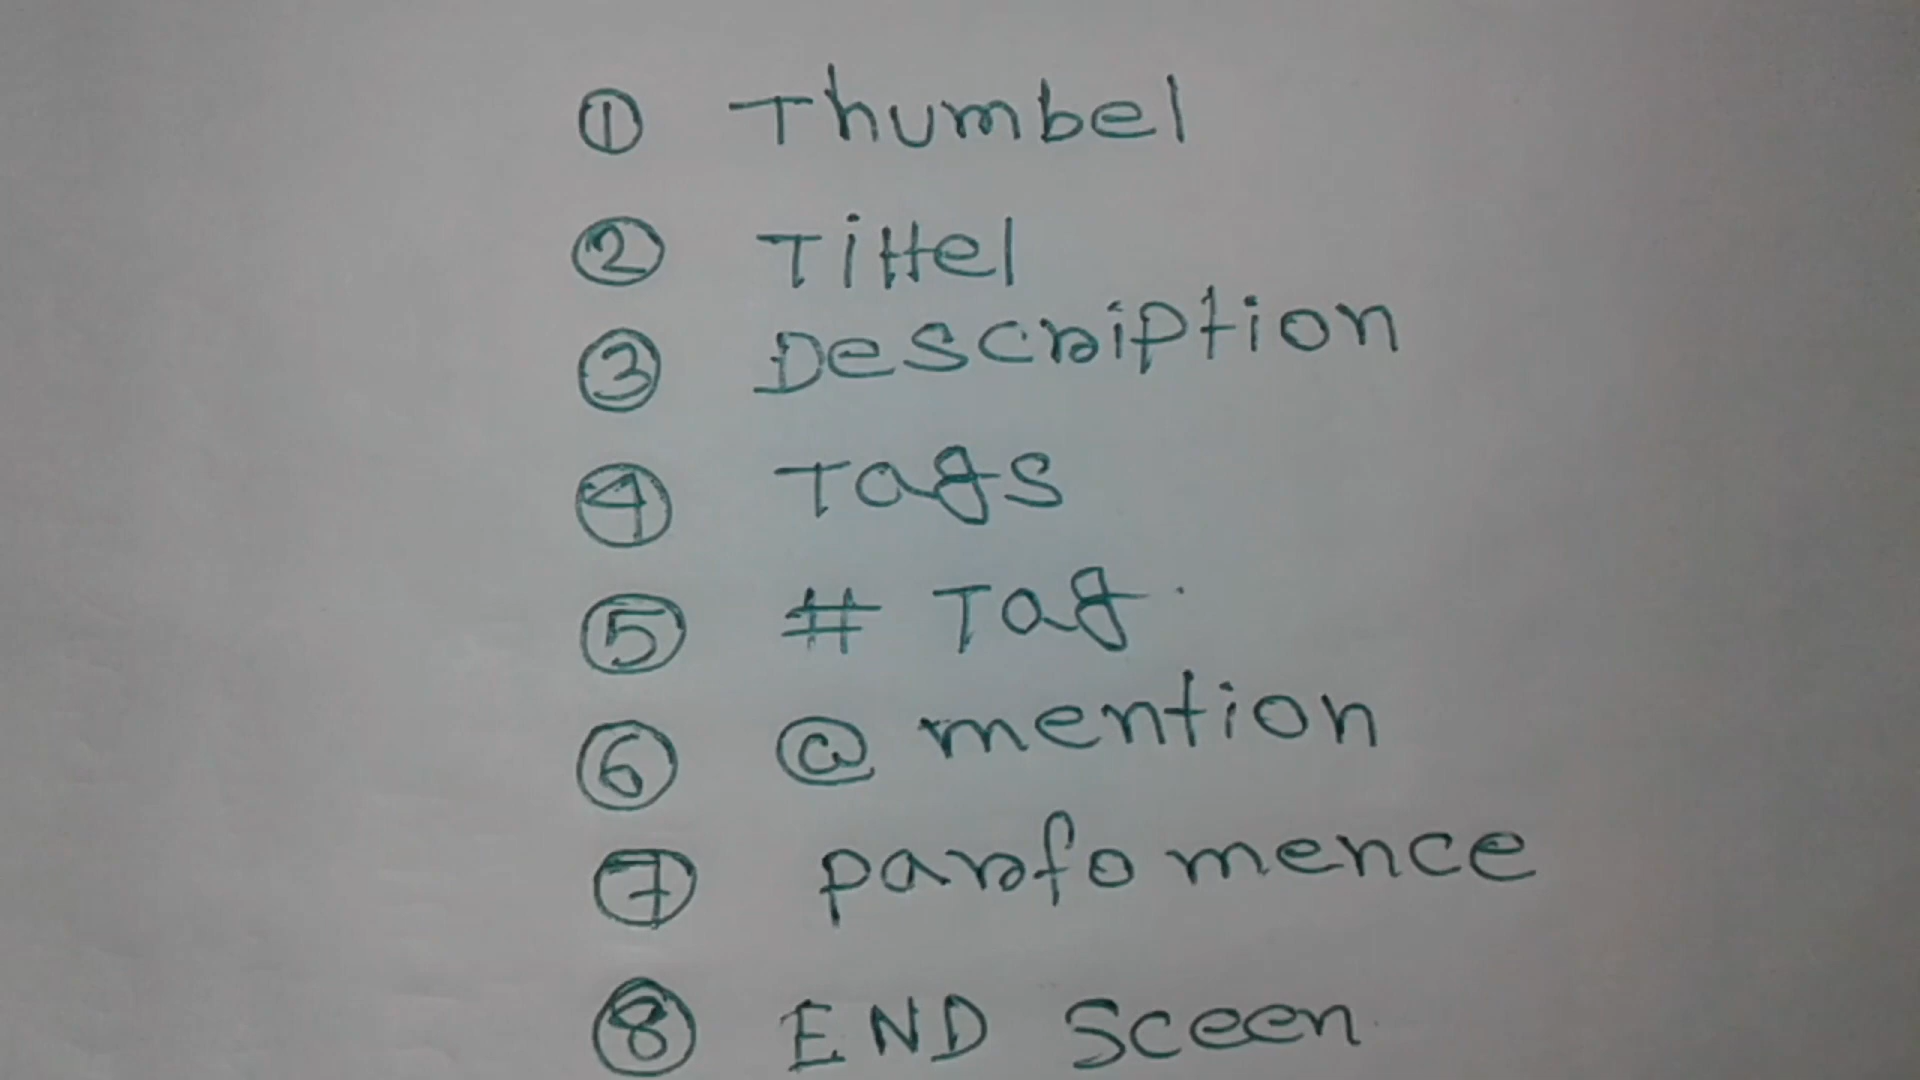 ① Thumbel
② Tittel
③ Description
④ Tags
⑤ # Tag.
⑥ @ mention
⑦ parfomence
⑧ END Sceen